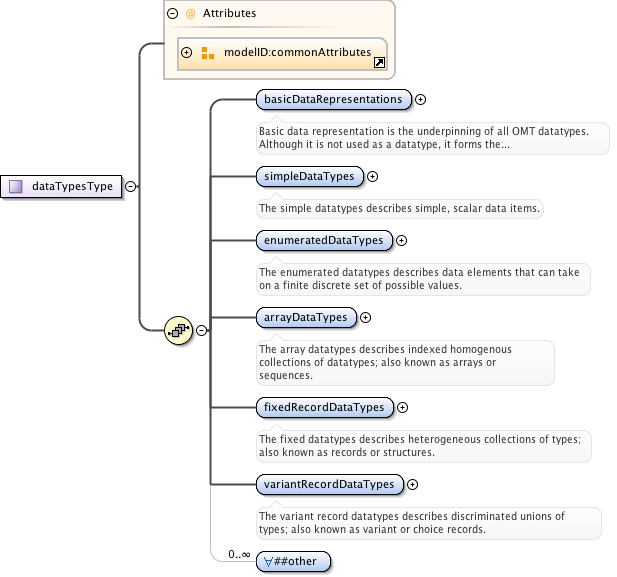 @ Attributes
modelID:commonAttributes
basicDataRepresentations
Basic data representation is the underpinning of all OMT datatypes.
Although it is not used as a datatype, it forms the...
dataTypesType
simpleDataTypes
The simple datatypes describes simple, scalar data items.
enumeratedDataTypes
The enumerated datatypes describes data elements that can take
on a finite discrete set of possible values.
arrayDataTypes
The array datatypes describes indexed homogenous
collections of datatypes; also known as arrays or
sequences.
fixedRecordDataTypes
The fixed datatypes describes heterogeneous collections of types;
also known as records or structures.
variantRecordDataTypes
The variant record datatypes describes discriminated unions of
types; also known as variant or choice records.
0..∞
∀##other